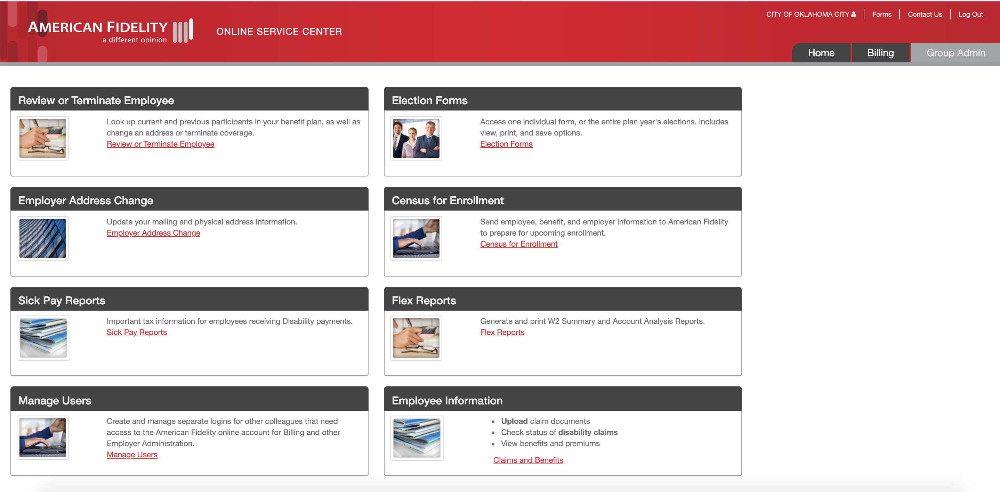 CITY OF OKLAHOMA CITY
Forms
Contact Us
Log Out
AMERICAN FIDELITY
a different opinion
ONLINE SERVICE CENTER
Home
Billing
Group Admin
Review or Terminate Employee
Look up current and previous participants in your benefit plan, as well as
change an address or terminate coverage.
Review or Terminate Employee
Election Forms
Access one individual form, or the entire plan year's elections. Includes
view, print, and save options.
Election Forms
Employer Address Change
Update your mailing and physical address information.
Employer Address Change
Census for Enrollment
Send employee, benefit, and employer information to American Fidelity
to prepare for upcoming enrollment.
Census for Enrollment
Sick Pay Reports
Important tax information for employees receiving Disability payments.
Sick Pay Reports
Flex Reports
Generate and print W2 Summary and Account Analysis Reports.
Flex Reports
Manage Users
Create and manage separate logins for other colleagues that need
access to the American Fidelity online account for Billing and other
Employer Administration.
Manage Users
Employee Information
• Upload claim documents
• Check status of disability claims
• View benefits and premiums
Claims and Benefits